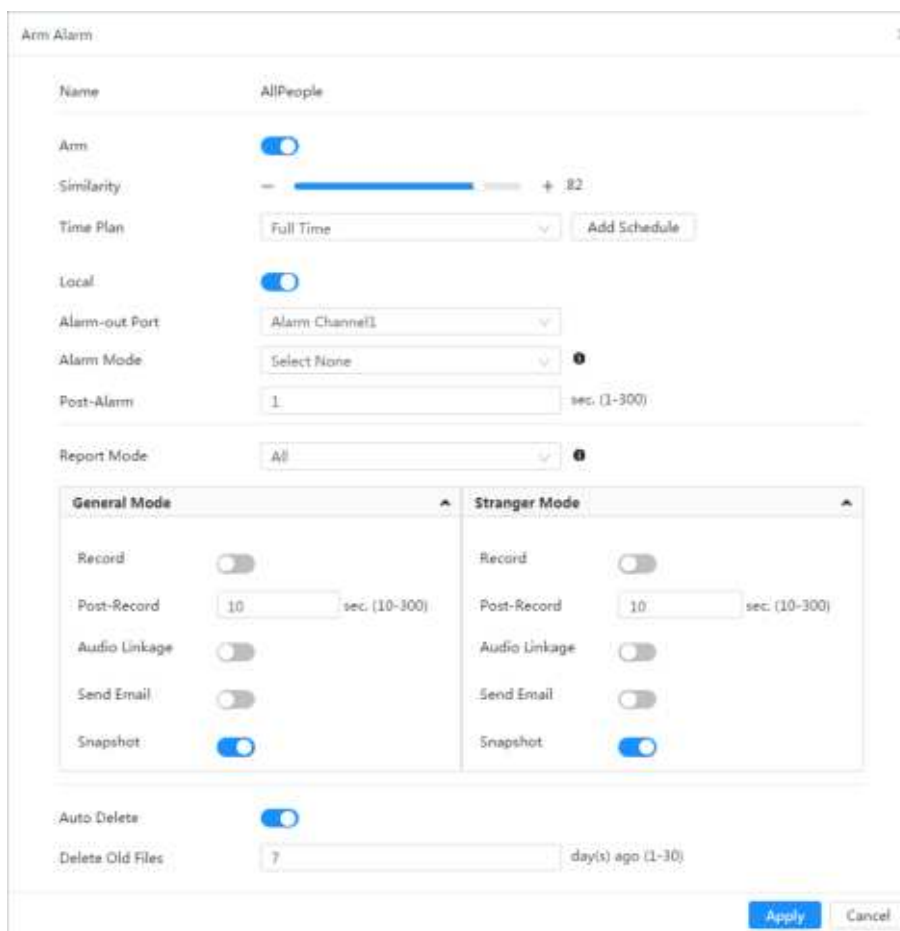 Arm Alarm
Name AllPeople
Arm
Similarity − + 82
Time Plan Full Time Add Schedule
Local
Alarm-out Port Alarm Channel1
Alarm Mode Select None
Post-Alarm 1 sec. (1-300)
Report Mode All
General Mode Stranger Mode
Record Record
Post-Record 10 sec. (10-300) Post-Record 10 sec. (10-300)
Audio Linkage Audio Linkage
Send Email Send Email
Snapshot Snapshot
Auto Delete
Delete Old Files 7 day(s) ago (1-30)
Apply Cancel